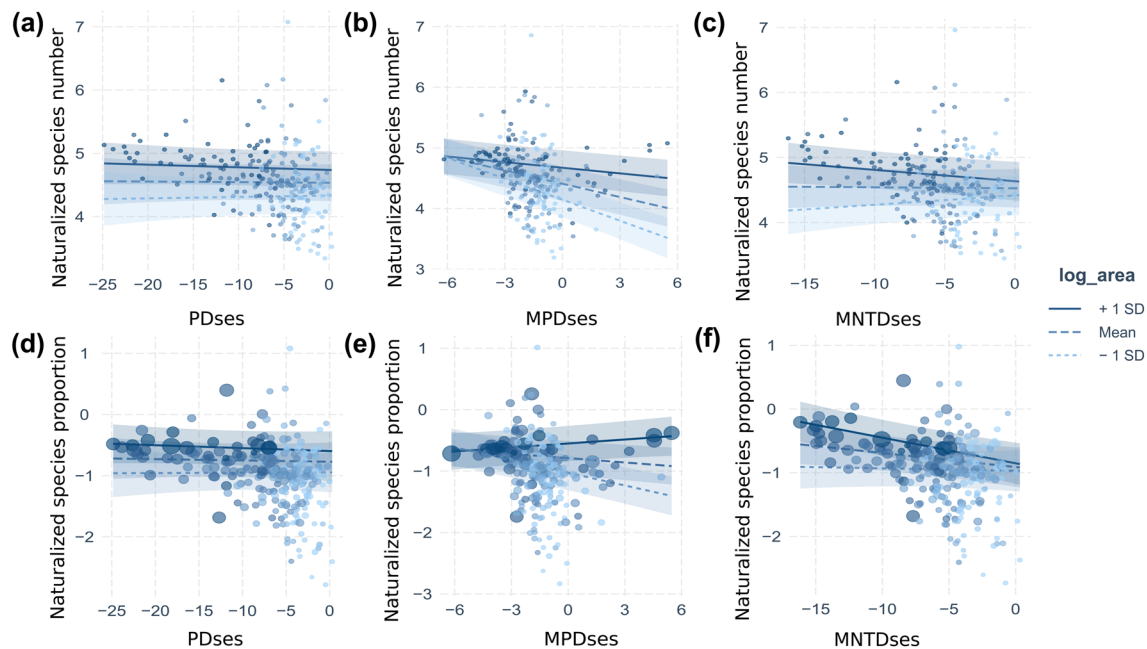 (a)
Naturalized species number
7
6
5
4
−25
−20
−15
−10
−5
0
PDses
(b)
Naturalized species number
7
6
5
4
3
−6
−3
0
3
6
MPDses
(c)
Naturalized species number
7
6
5
4
−15
−10
−5
0
MNTDses
log_area
+ 1 SD
Mean
− 1 SD
(d)
Naturalized species proportion
1
0
−1
−2
−25
−20
−15
−10
−5
0
PDses
(e)
Naturalized species proportion
1
0
−1
−2
−3
−6
−3
0
3
6
MPDses
(f)
Naturalized species proportion
1
0
−1
−2
−15
−10
−5
0
MNTDses